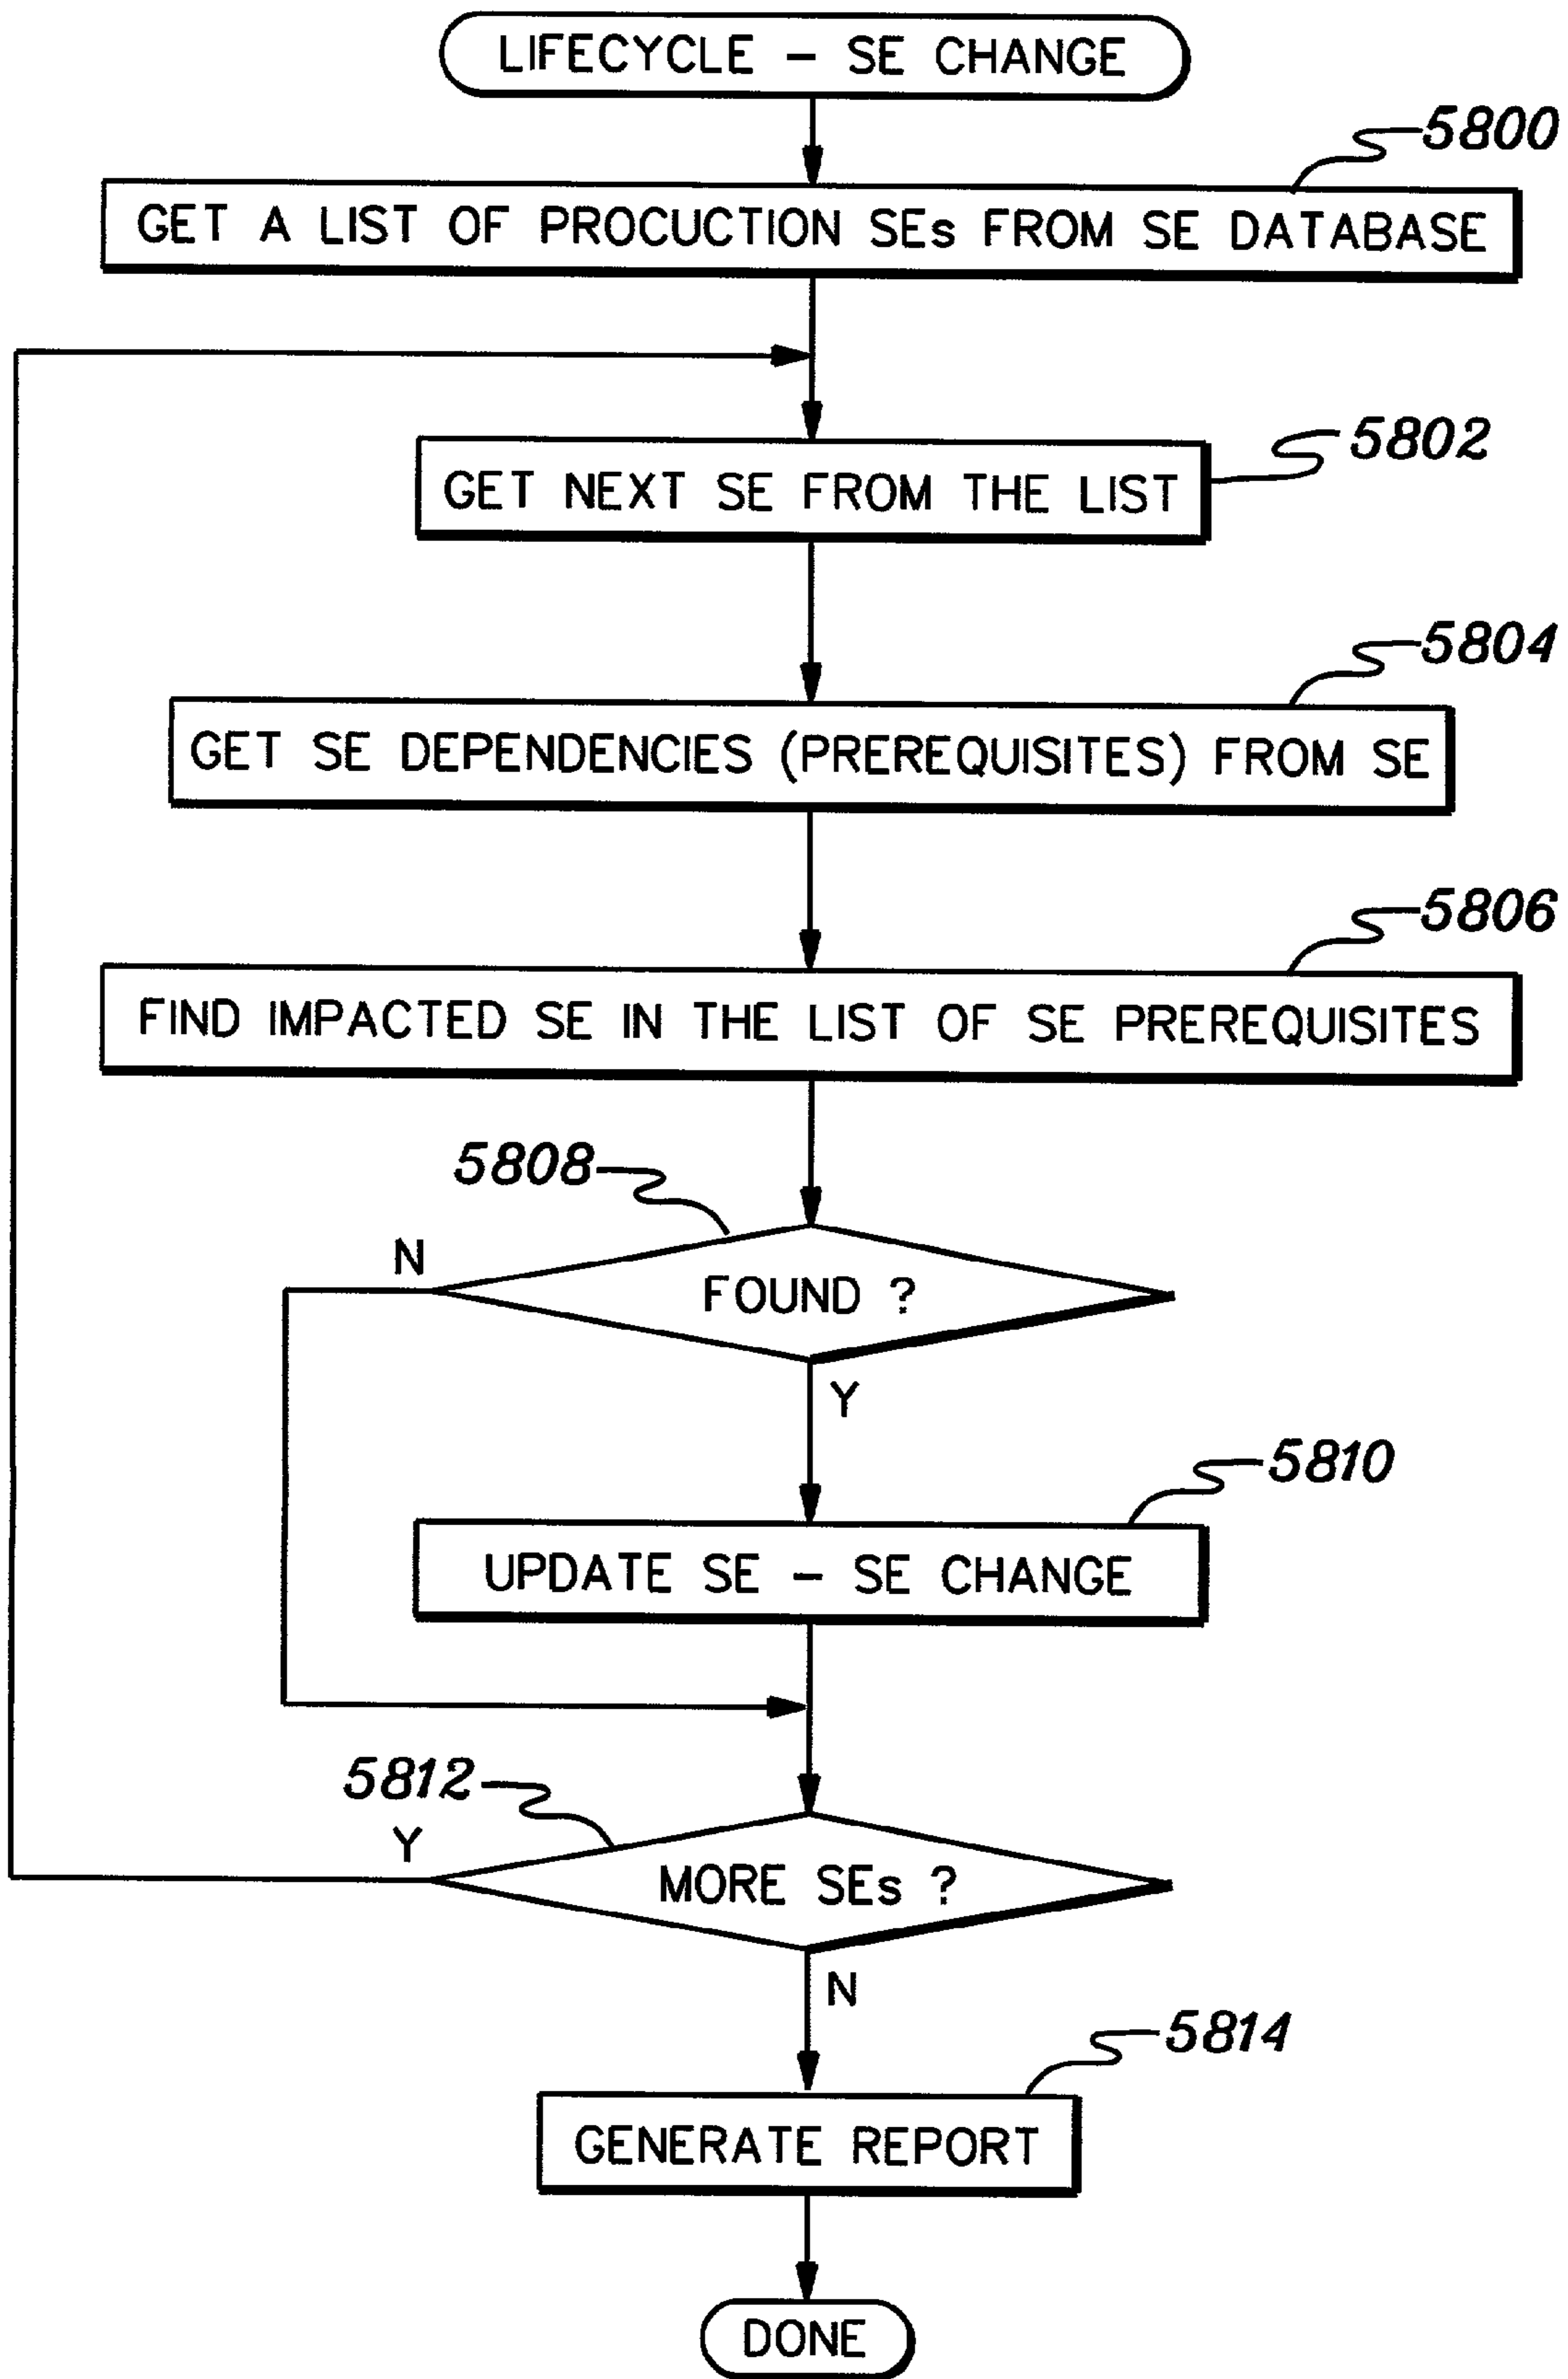 LIFECYCLE – SE CHANGE
5800
GET A LIST OF PROCUCTION SEs FROM SE DATABASE
5802
GET NEXT SE FROM THE LIST
5804
GET SE DEPENDENCIES (PREREQUISITES) FROM SE
5806
FIND IMPACTED SE IN THE LIST OF SE PREREQUISITES
5808
N
FOUND ?
Y
5810
UPDATE SE – SE CHANGE
5812
Y
MORE SEs ?
N
5814
GENERATE REPORT
DONE